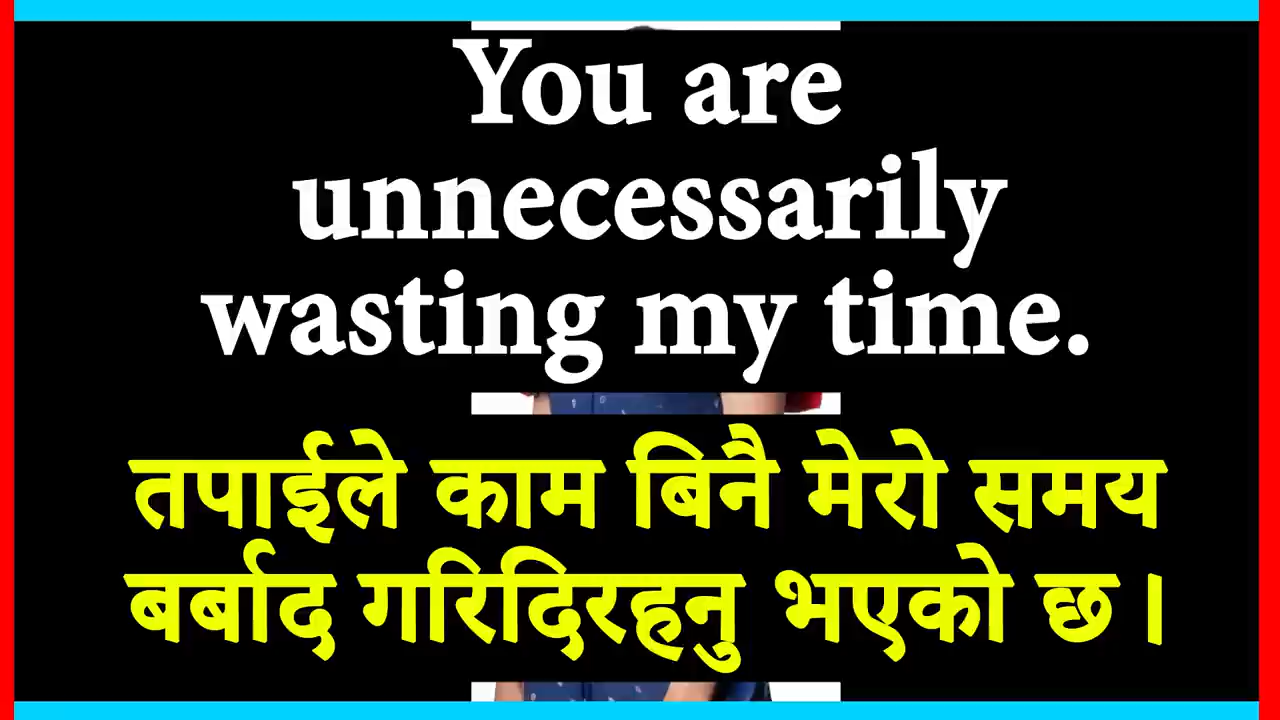 You are
unnecessarily
wasting my time.
तपाईले काम बिनै मेरो समय
बर्बाद गरिदिरहनु भएको छ।